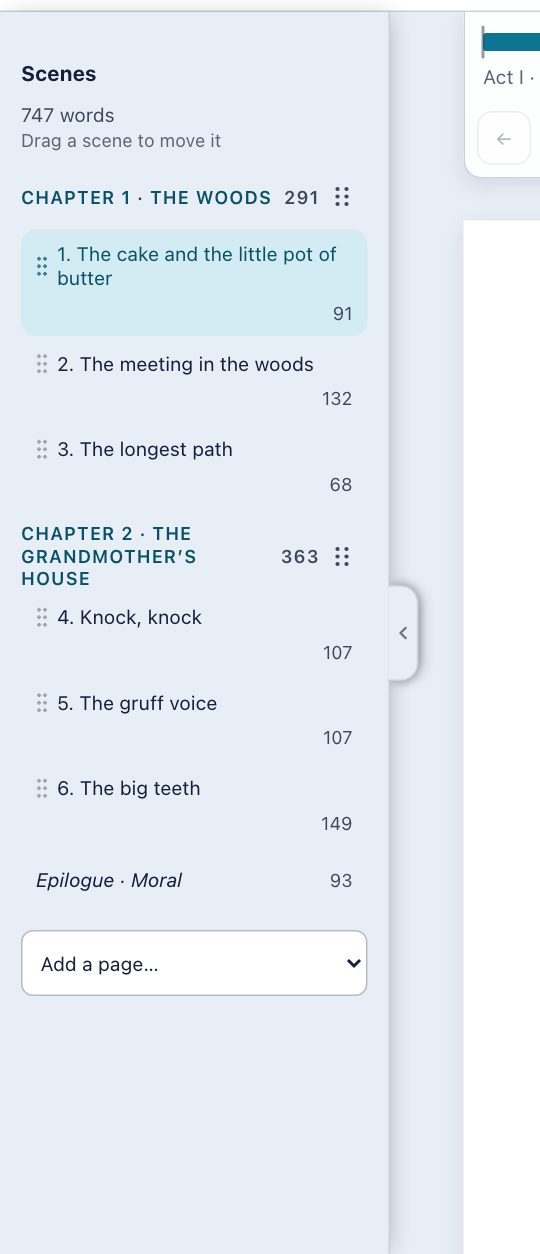 Scenes
747 words
Drag a scene to move it
CHAPTER 1 · THE WOODS 291
1. The cake and the little pot of
butter
91
2. The meeting in the woods
132
3. The longest path
68
CHAPTER 2 · THE
GRANDMOTHER’S
HOUSE
363
4. Knock, knock
107
5. The gruff voice
107
6. The big teeth
149
Epilogue · Moral 93
Add a page...
Act I ·